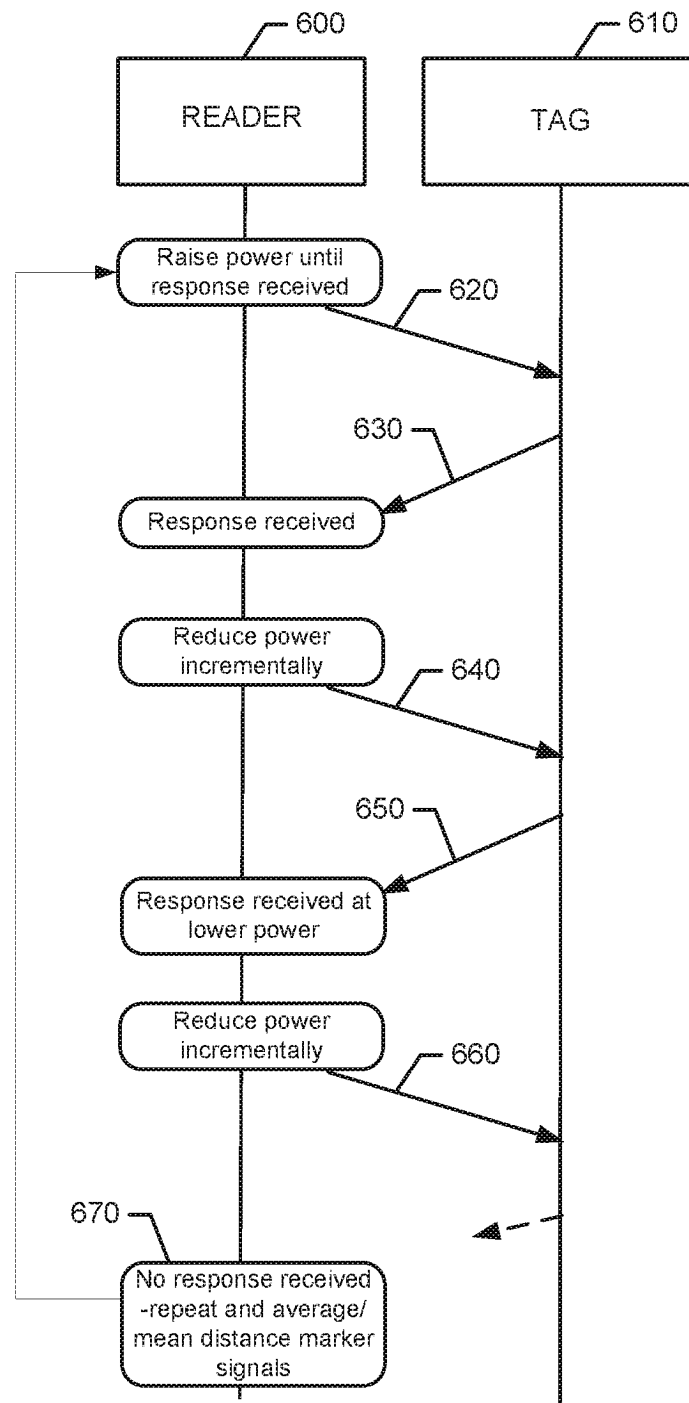 600
610
READER
TAG
Raise power until
response received
620
630
Response received
Reduce power
incrementally
640
650
Response received at
lower power
Reduce power
incrementally
660
670
No response received
-repeat and average/
mean distance marker
signals